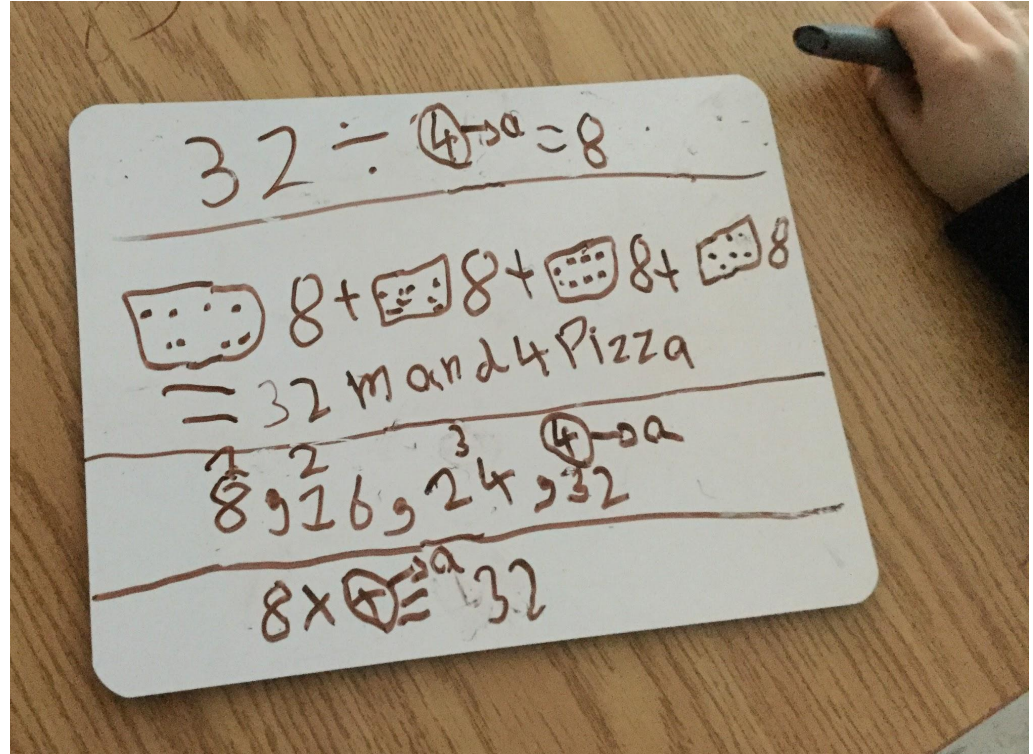 32 ÷ 4→a = 8
8 + 8 + 8 + 8
= 32 m and 4 Pizza
1 2 3 4→a
8, 16, 24, 32
8 × 4→a = 32